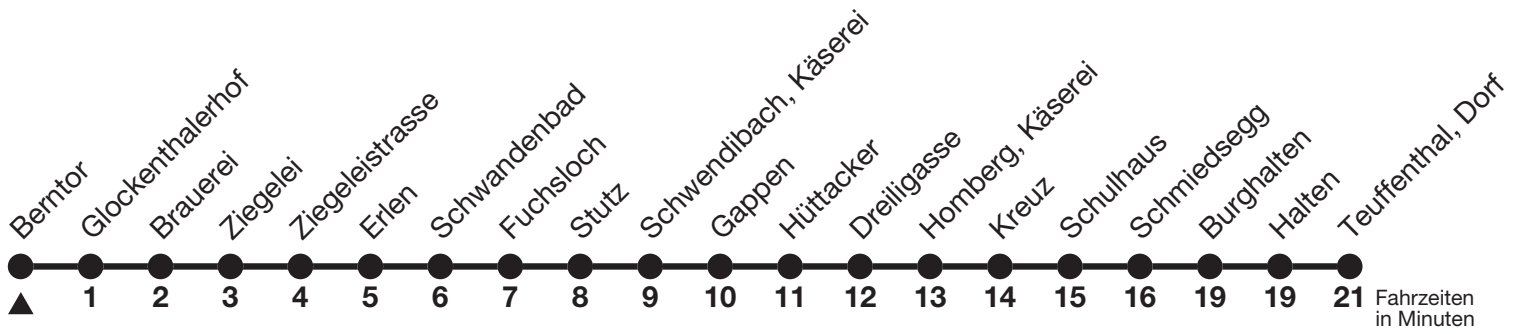 Berntor
Glockenthalerhof
Brauerei
Ziegelei
Ziegeleistrasse
Erlen
Schwandenbad
Fuchsloch
Stutz
Schwendibach, Käserei
Gappen
Hüttacker
Dreiligasse
Homberg, Käserei
Kreuz
Schulhaus
Schmiedsegg
Burghalten
Halten
Teuffenthal, Dorf
1 2 3 4 5 6 7 8 9 10 11 12 13 14 15 16 19 19 21 Fahrzeiten
in Minuten